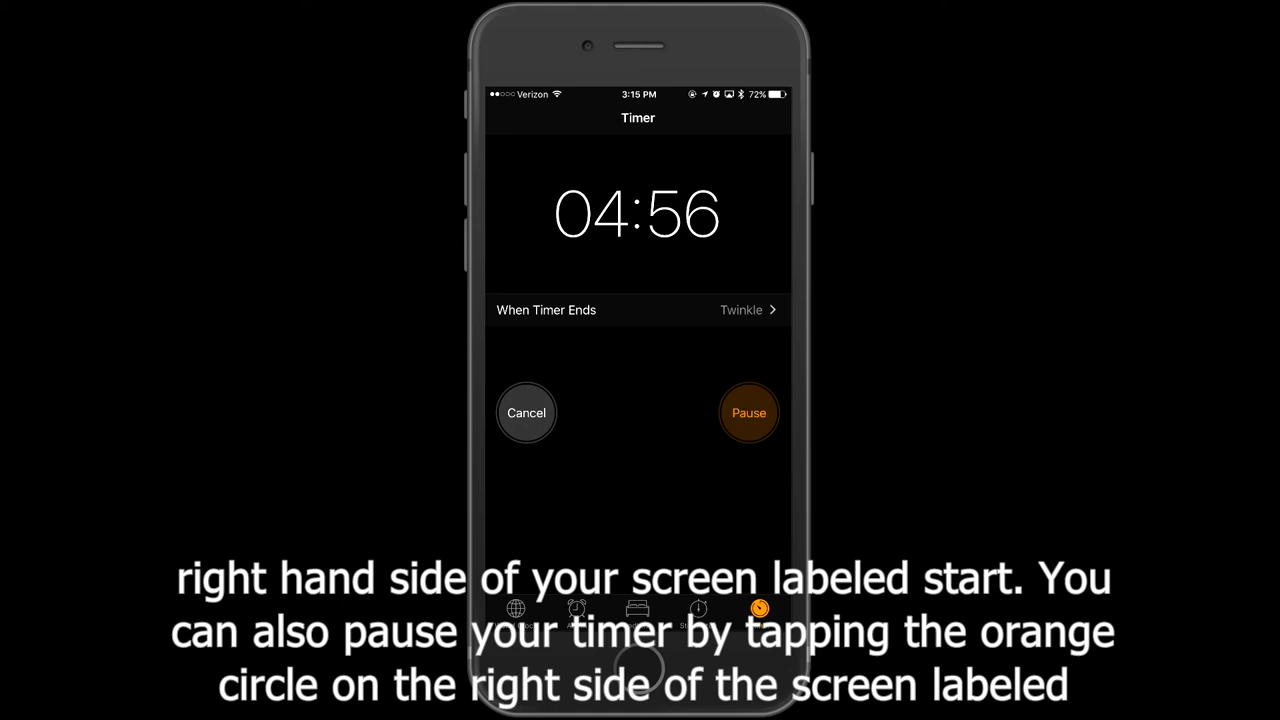 Verizon 3:15 PM 72%
Timer
04:56
When Timer Ends Twinkle
Cancel Pause
right hand side of your screen labeled start. You
can also pause your timer by tapping the orange
circle on the right side of the screen labeled